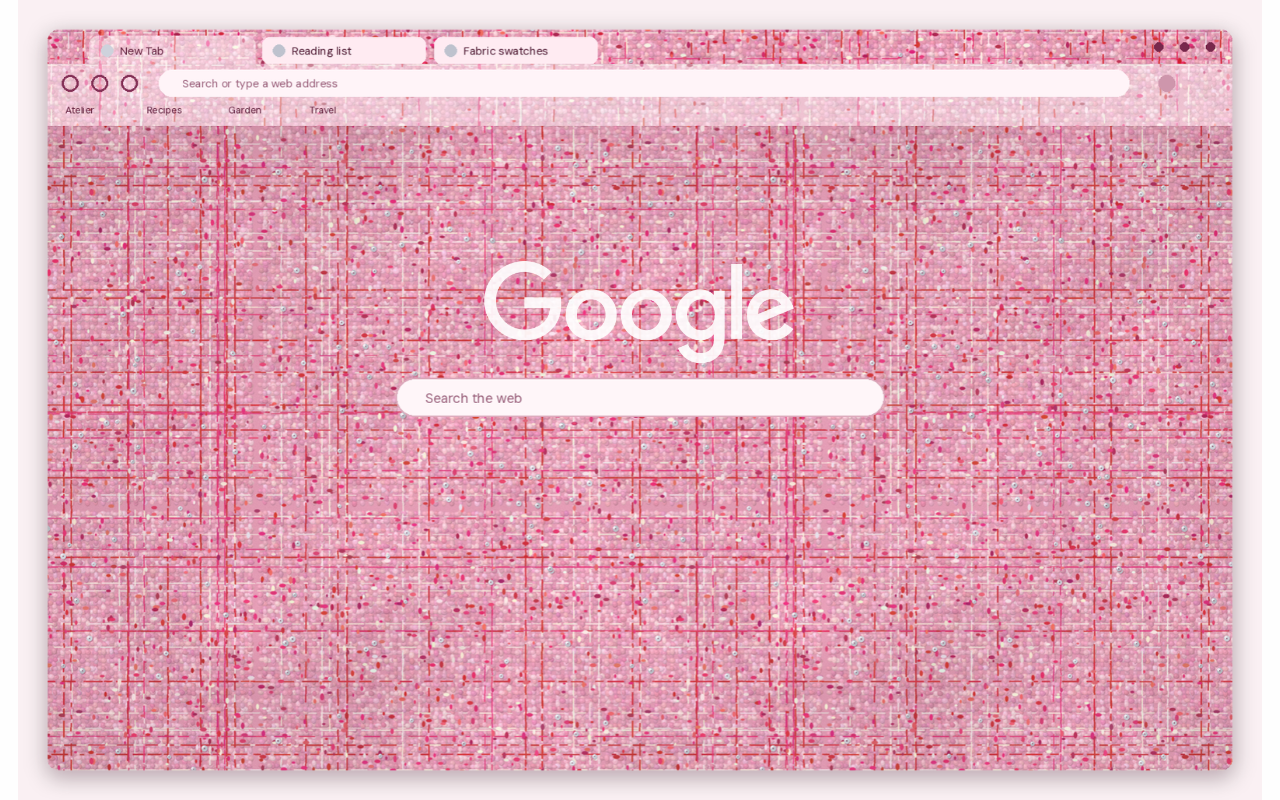 New Tab
Reading list
Fabric swatches
Search or type a web address
Atelier
Recipes
Garden
Travel
Google
Search the web